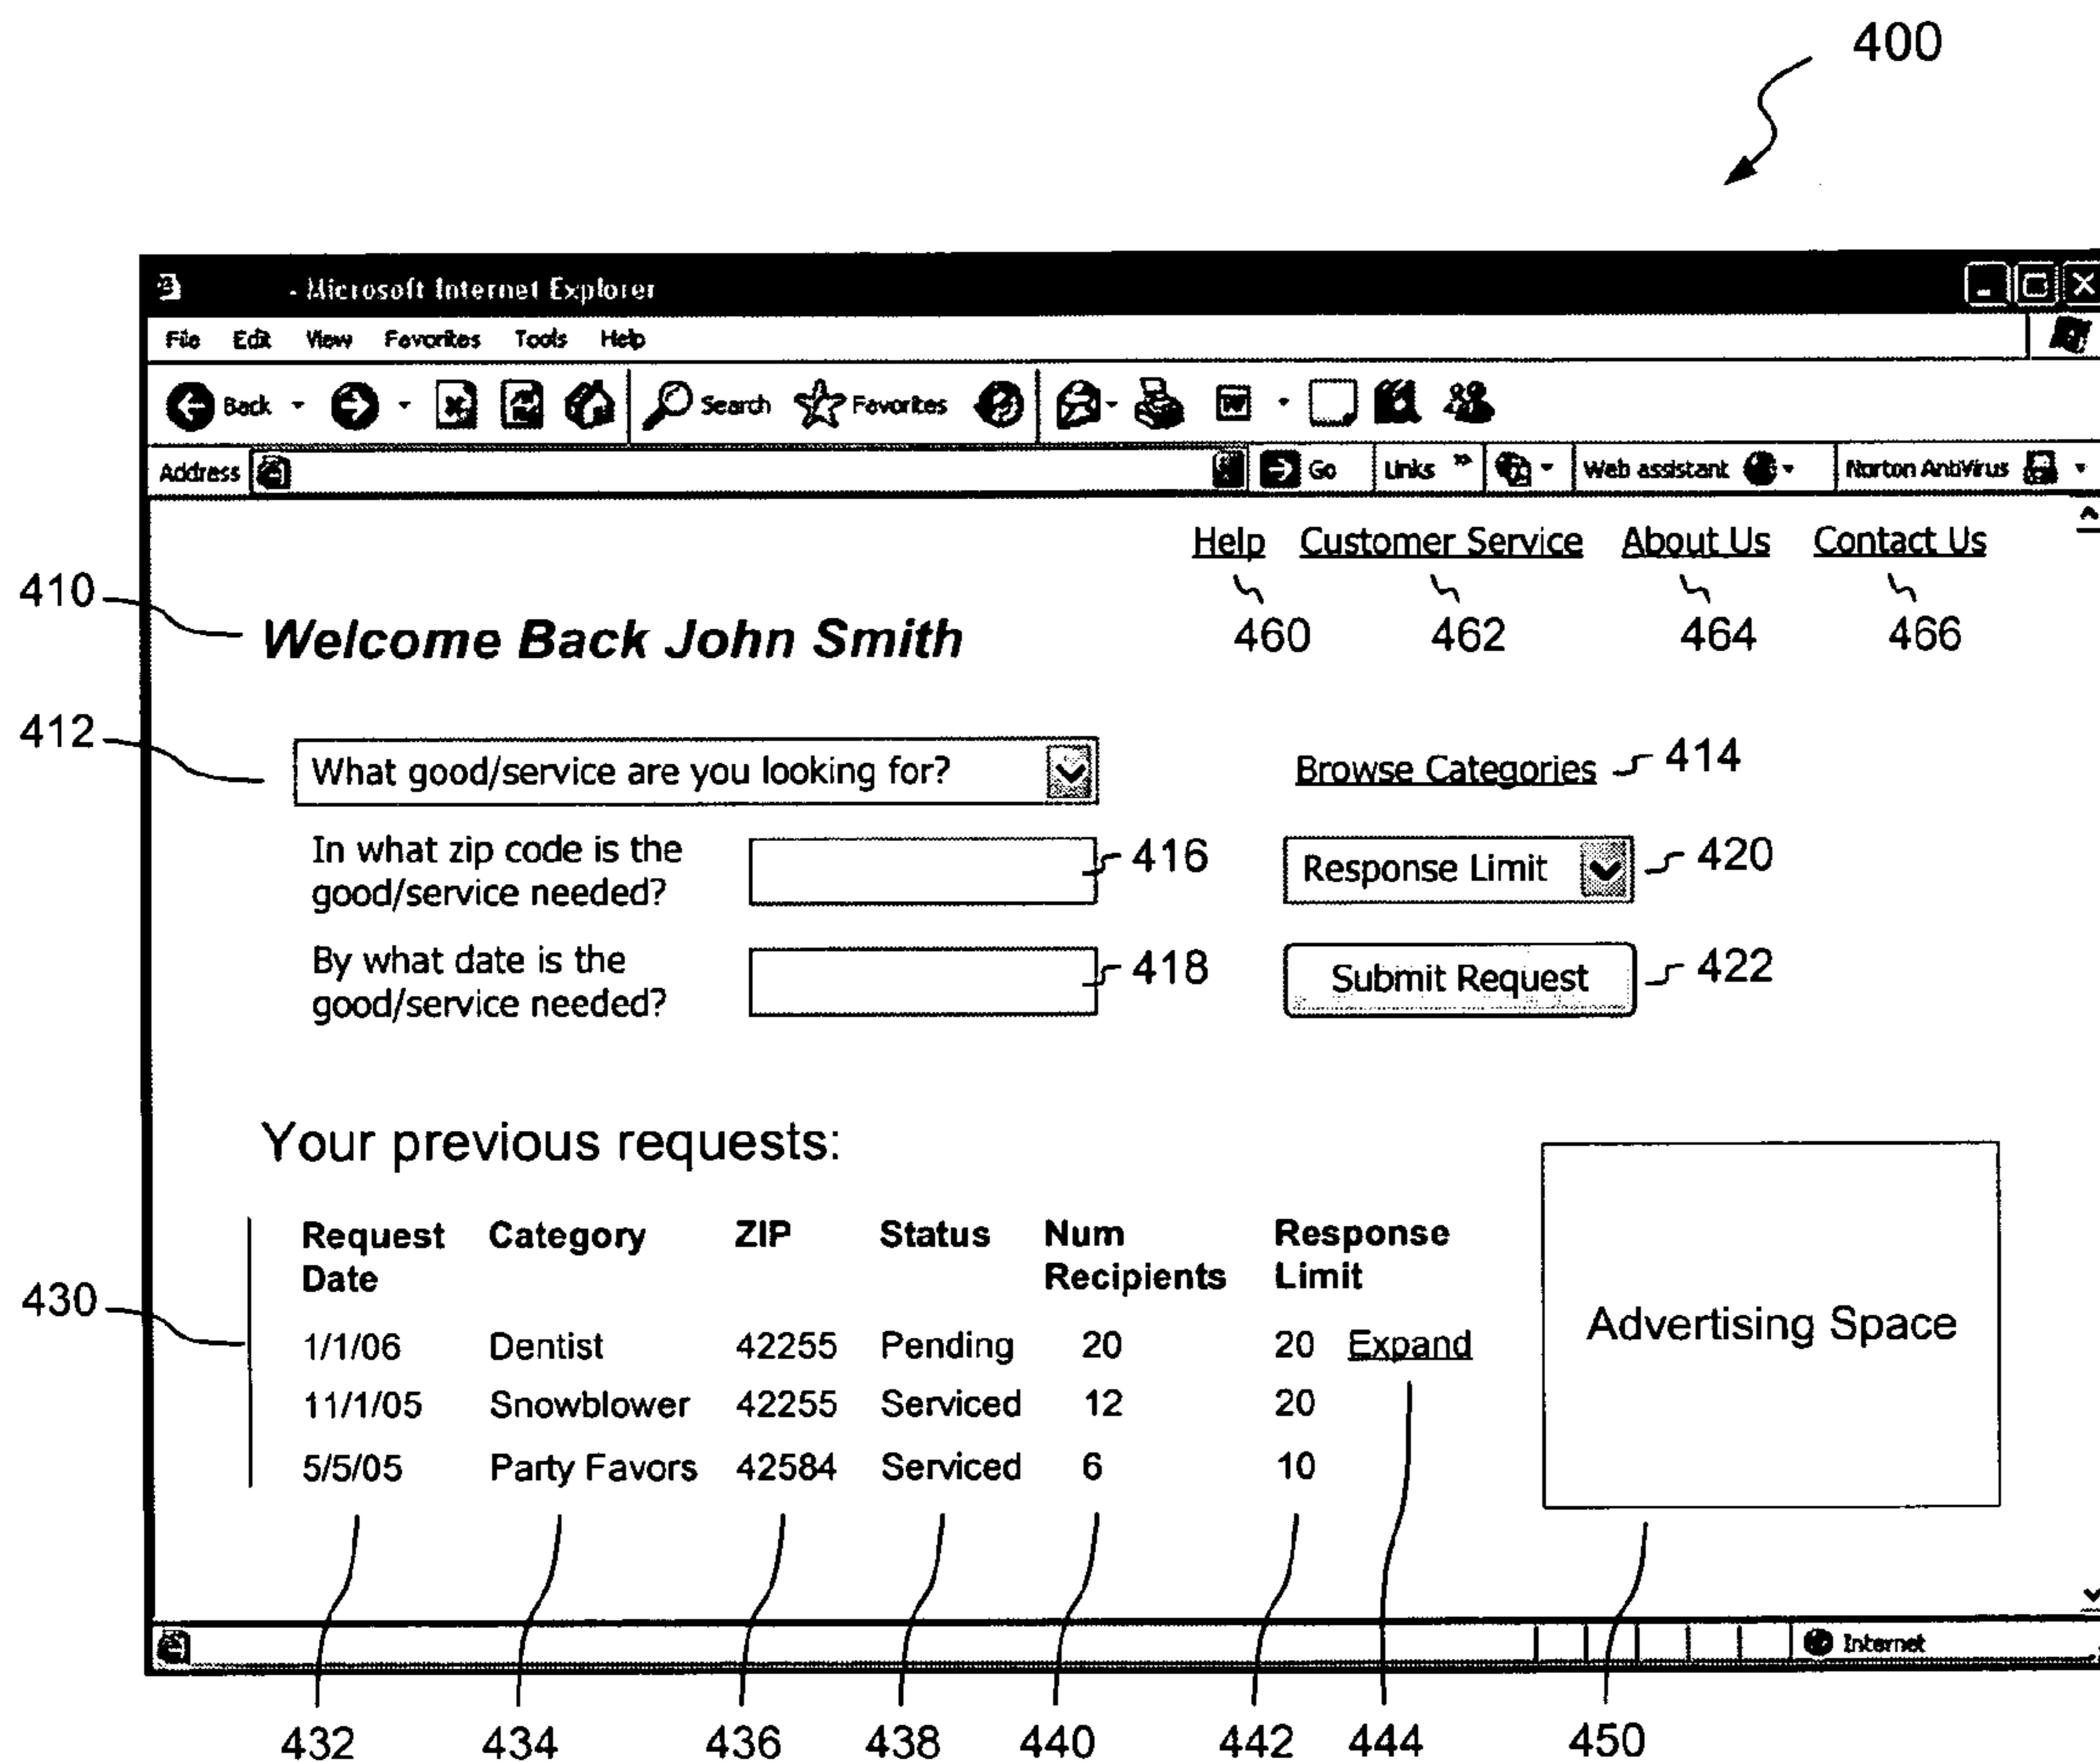 400
- Microsoft Internet Explorer
File Edit View Favorites Tools Help
Back Search Favorites
Address Go Links » Web assistant Norton AntiVirus
Help Customer Service About Us Contact Us
460 462 464 466
410
Welcome Back John Smith
412
What good/service are you looking for?
Browse Categories 414
In what zip code is the
good/service needed?
416
Response Limit 420
By what date is the
good/service needed?
418
Submit Request 422
Your previous requests:
430
Request Date Category ZIP Status Num Recipients Response Limit
1/1/06 Dentist 42255 Pending 20 20 Expand
11/1/05 Snowblower 42255 Serviced 12 20
5/5/05 Party Favors 42584 Serviced 6 10
Advertising Space
Internet
432 434 436 438 440 442 444 450